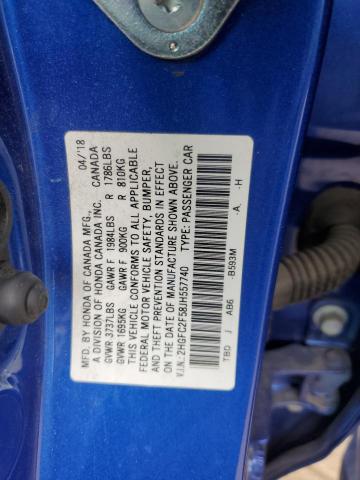 MFD. BY HONDA OF CANADA MFG., 04/18
A DIVISION OF HONDA CANADA INC. CANADA
GVWR 3737LBS GAWR F 1984LBS R 1786LBS
GVWR 1695KG GAWR F 900KG R 810KG
THIS VEHICLE CONFORMS TO ALL APPLICABLE
FEDERAL MOTOR VEHICLE SAFETY, BUMPER,
AND THEFT PREVENTION STANDARDS IN EFFECT
ON THE DATE OF MANUFACTURE SHOWN ABOVE.
V.I.N.: 2HGFC2F58JH557740 TYPE: PASSENGER CAR
TBD J AB6 -B593M -A. -H